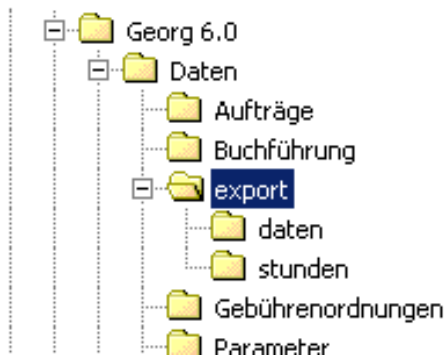 Georg 6.0
Daten
Aufträge
Buchführung
export
daten
stunden
Gebührenordnungen
Parameter